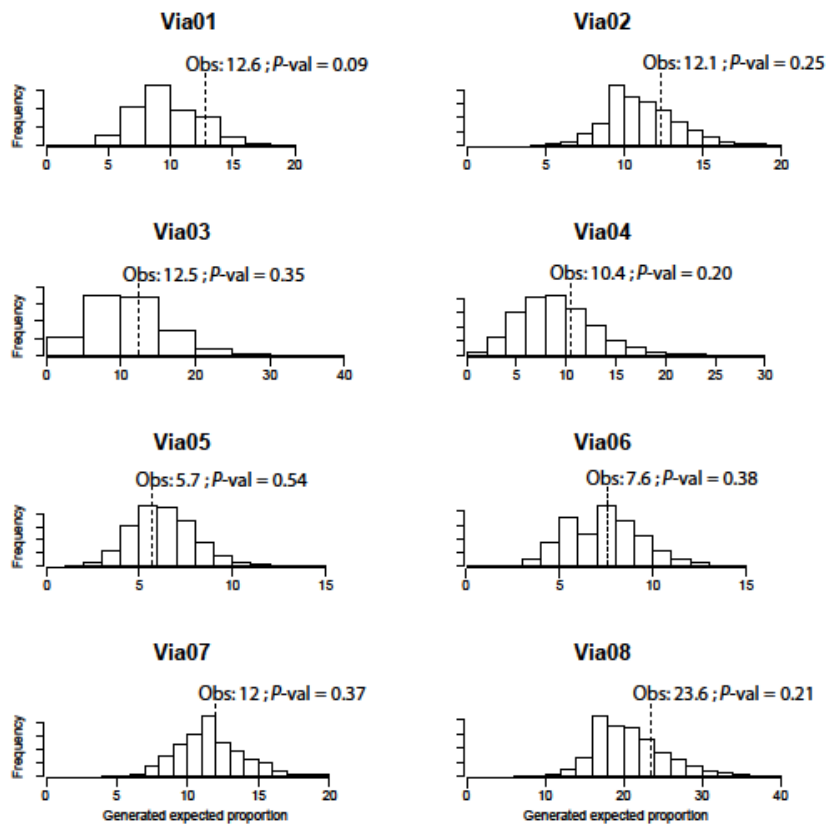 Via01
Via02
Obs: 12.6 ; P-val = 0.09
Obs: 12.1 ; P-val = 0.25
Frequency
0 5 10 15 20
0 5 10 15 20
Via03
Via04
Obs: 12.5 ; P-val = 0.35
Obs: 10.4 ; P-val = 0.20
Frequency
0 10 20 30 40
0 5 10 15 20 25 30
Via05
Via06
Obs: 5.7 ; P-val = 0.54
Obs: 7.6 ; P-val = 0.38
Frequency
0 5 10 15
0 5 10 15
Via07
Via08
Obs: 12 ; P-val = 0.37
Obs: 23.6 ; P-val = 0.21
Frequency
0 5 10 15 20
0 10 20 30 40
Generated expected proportion
Generated expected proportion